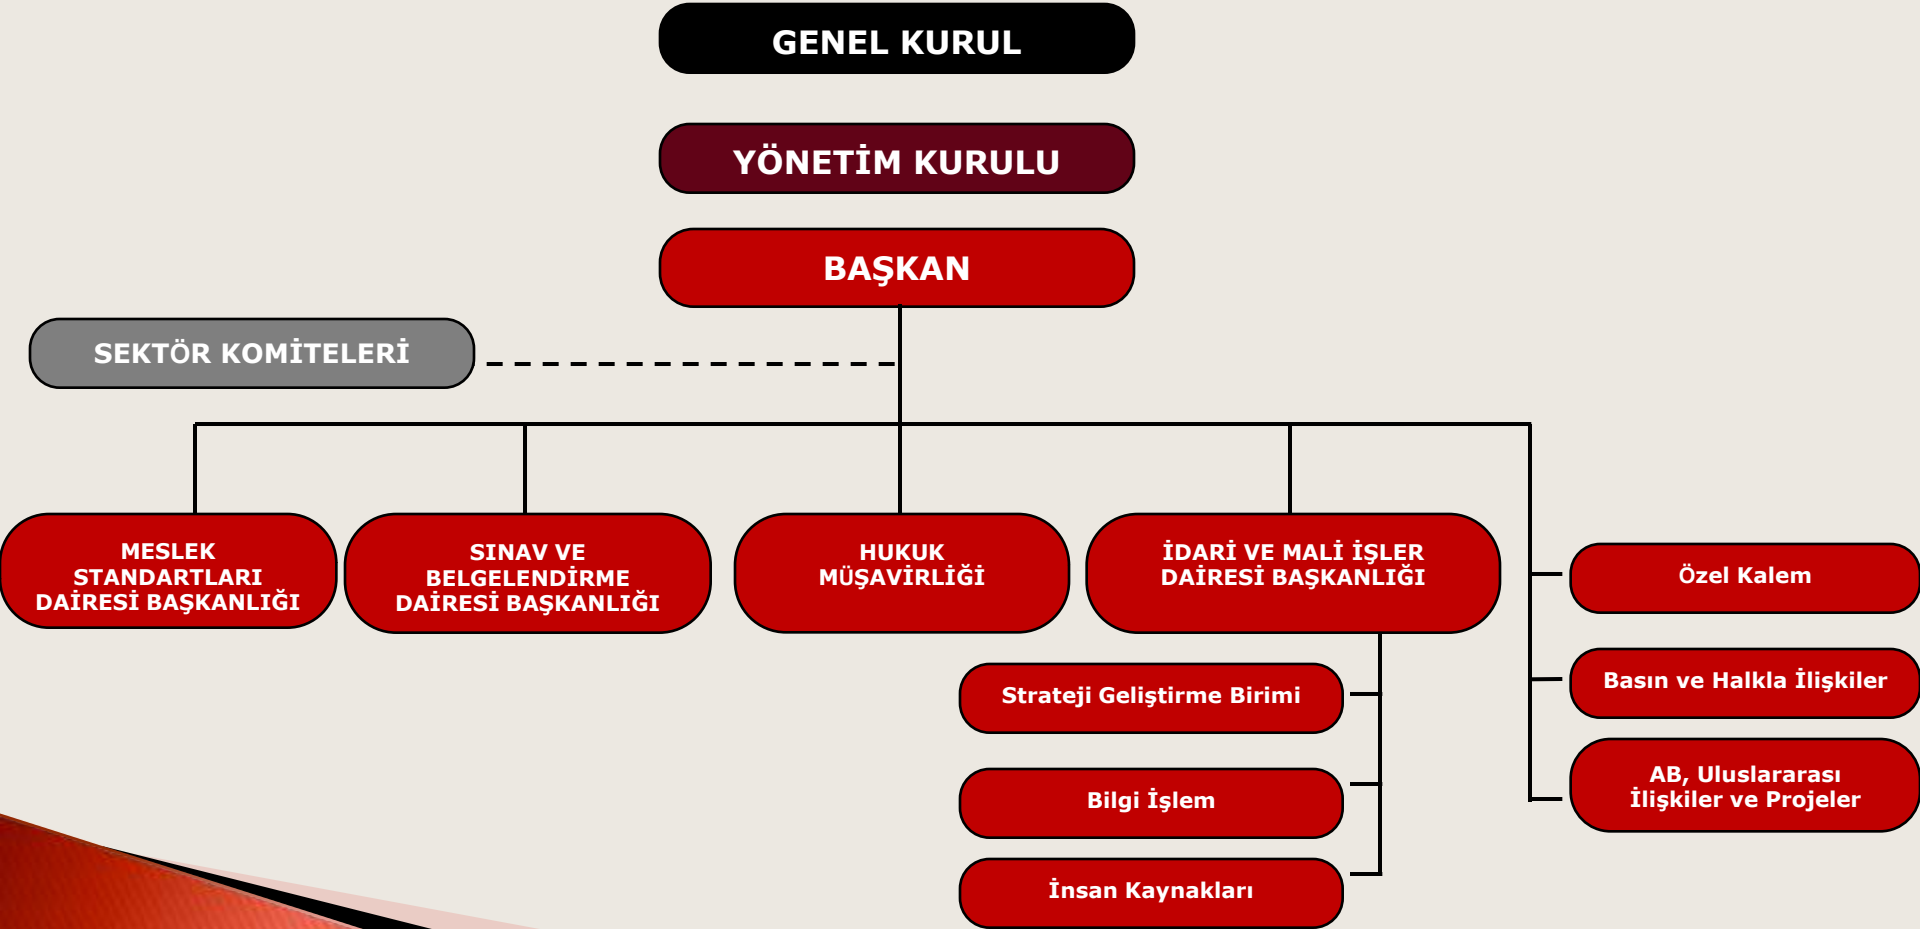 GENEL KURUL
YÖNETİM KURULU
BAŞKAN
SEKTÖR KOMİTELERİ
MESLEK
STANDARTLARI
DAİRESİ BAŞKANLIĞI
SINAV VE
BELGELENDİRME
DAİRESİ BAŞKANLIĞI
HUKUK
MÜŞAVİRLİĞİ
İDARİ VE MALİ İŞLER
DAİRESİ BAŞKANLIĞI
Strateji Geliştirme Birimi
Bilgi İşlem
İnsan Kaynakları
Özel Kalem
Basın ve Halkla İlişkiler
AB, Uluslararası
İlişkiler ve Projeler